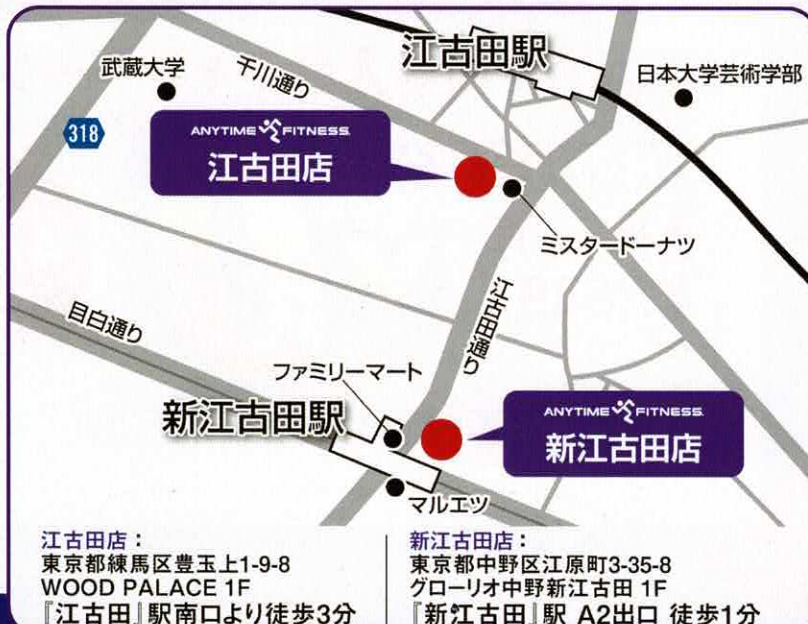 江古田駅
武蔵大学
千川通り
日本大学芸術学部
318
ANYTIME FITNESS
江古田店
ミスタードーナツ
江古田通り
目白通り
ファミリーマート
新江古田駅
ANYTIME FITNESS
新江古田店
マルエツ
江古田店：
東京都練馬区豊玉上1-9-8
WOOD PALACE 1F
『江古田』駅南口より徒歩3分
新江古田店：
東京都中野区江原町3-35-8
グローリオ中野新江古田 1F
『新江古田』駅 A2出口 徒歩1分